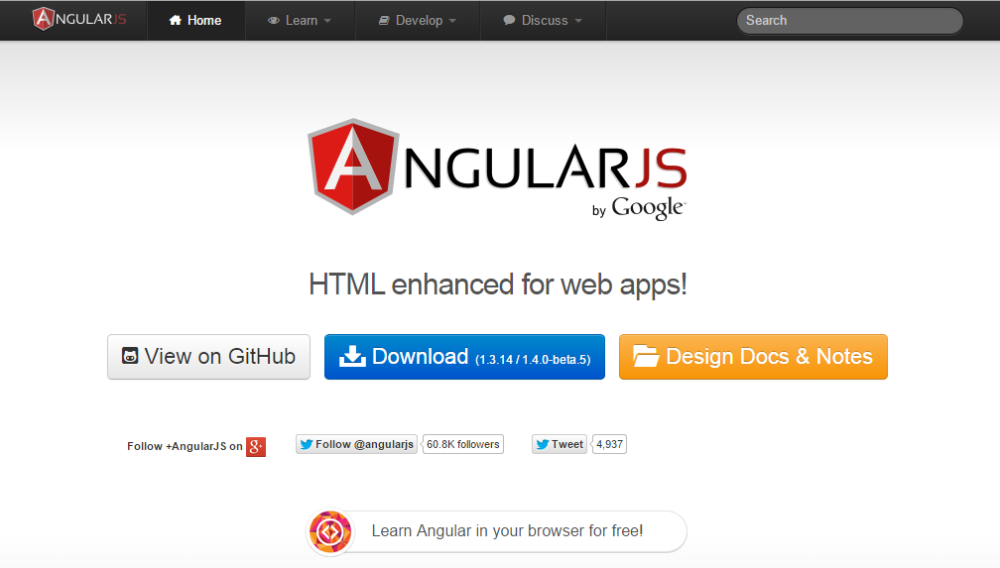 ANGULARJS Home Learn Develop Discuss Search
ANGULARJS
by Google™
HTML enhanced for web apps!
View on GitHub Download (1.3.14 / 1.4.0-beta.5) Design Docs & Notes
Follow +AngularJS on g+ Follow @angularjs 60.8K followers Tweet 4,937
Learn Angular in your browser for free!